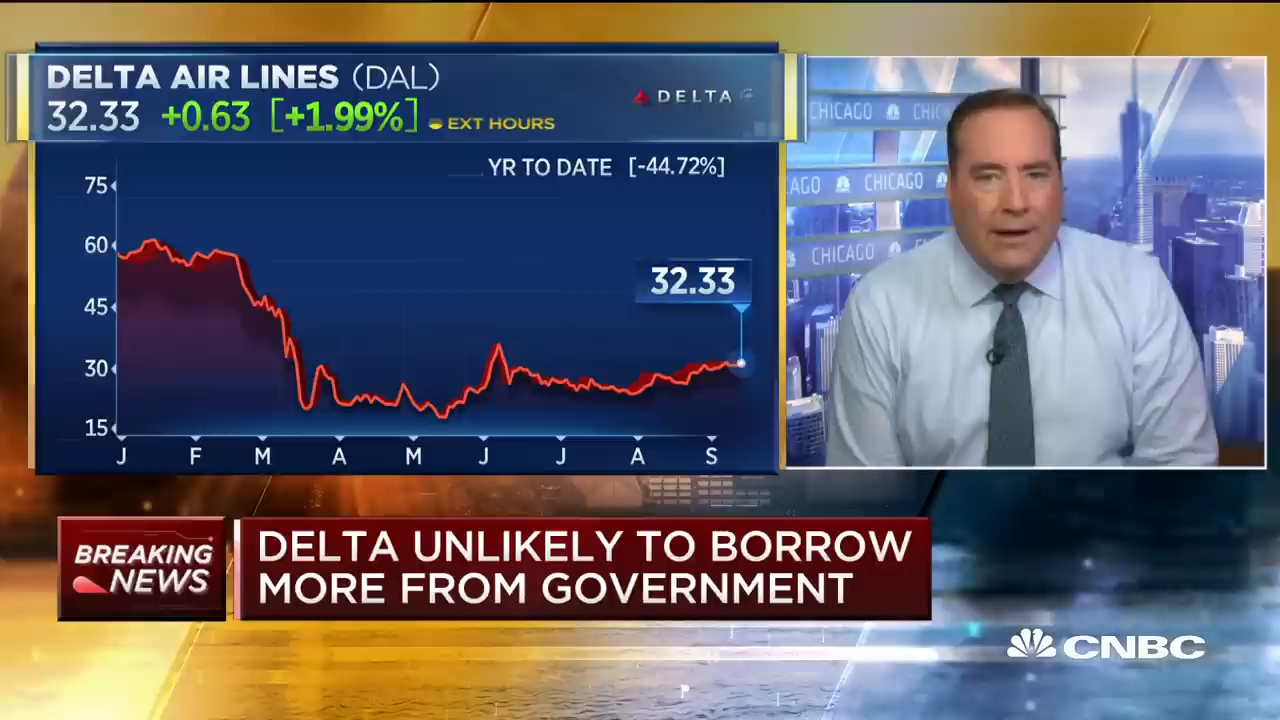 DELTA AIR LINES (DAL)
32.33 +0.63 [+1.99%] EXT HOURS
DELTA
YR TO DATE [-44.72%]
75
60
45
30
15
32.33
J F M A M J J A S
CHICAGO CHIC
AGO CHICAGO
CHICAGO
BREAKING NEWS
DELTA UNLIKELY TO BORROW
MORE FROM GOVERNMENT
CNBC